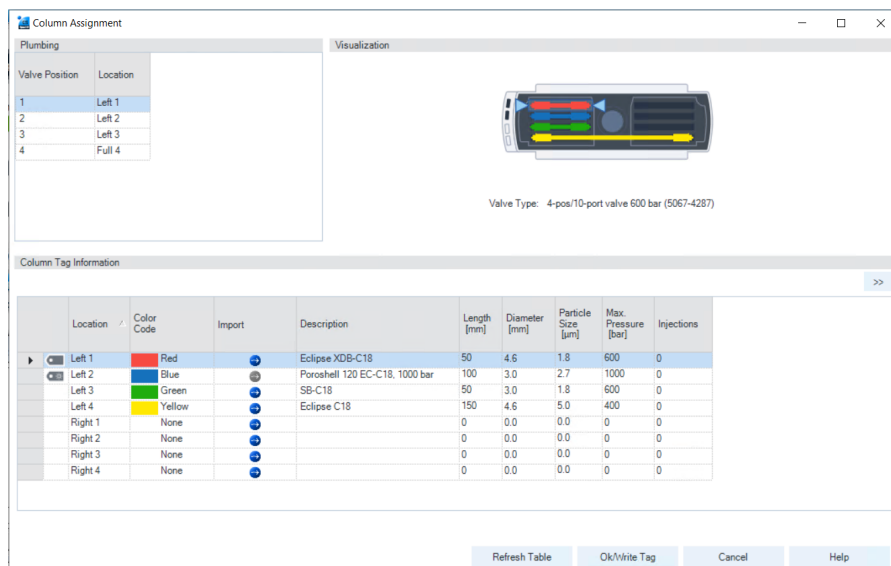 Column Assignment
Plumbing
Valve Position Location
1 Left 1
2 Left 2
3 Left 3
4 Full 4
Visualization
Valve Type: 4-pos/10-port valve 600 bar (5067-4287)
Column Tag Information
>>
Location Color Code Import Description Length [mm] Diameter [mm] Particle Size [µm] Max. Pressure [bar] Injections
Left 1 Red Eclipse XDB-C18 50 4.6 1.8 600 0
Left 2 Blue Poroshell 120 EC-C18, 1000 bar 100 3.0 2.7 1000 0
Left 3 Green SB-C18 50 3.0 1.8 600 0
Left 4 Yellow Eclipse C18 150 4.6 5.0 400 0
Right 1 None 0 0.0 0.0 0 0
Right 2 None 0 0.0 0.0 0 0
Right 3 None 0 0.0 0.0 0 0
Right 4 None 0 0.0 0.0 0 0
Refresh Table Ok/Write Tag Cancel Help